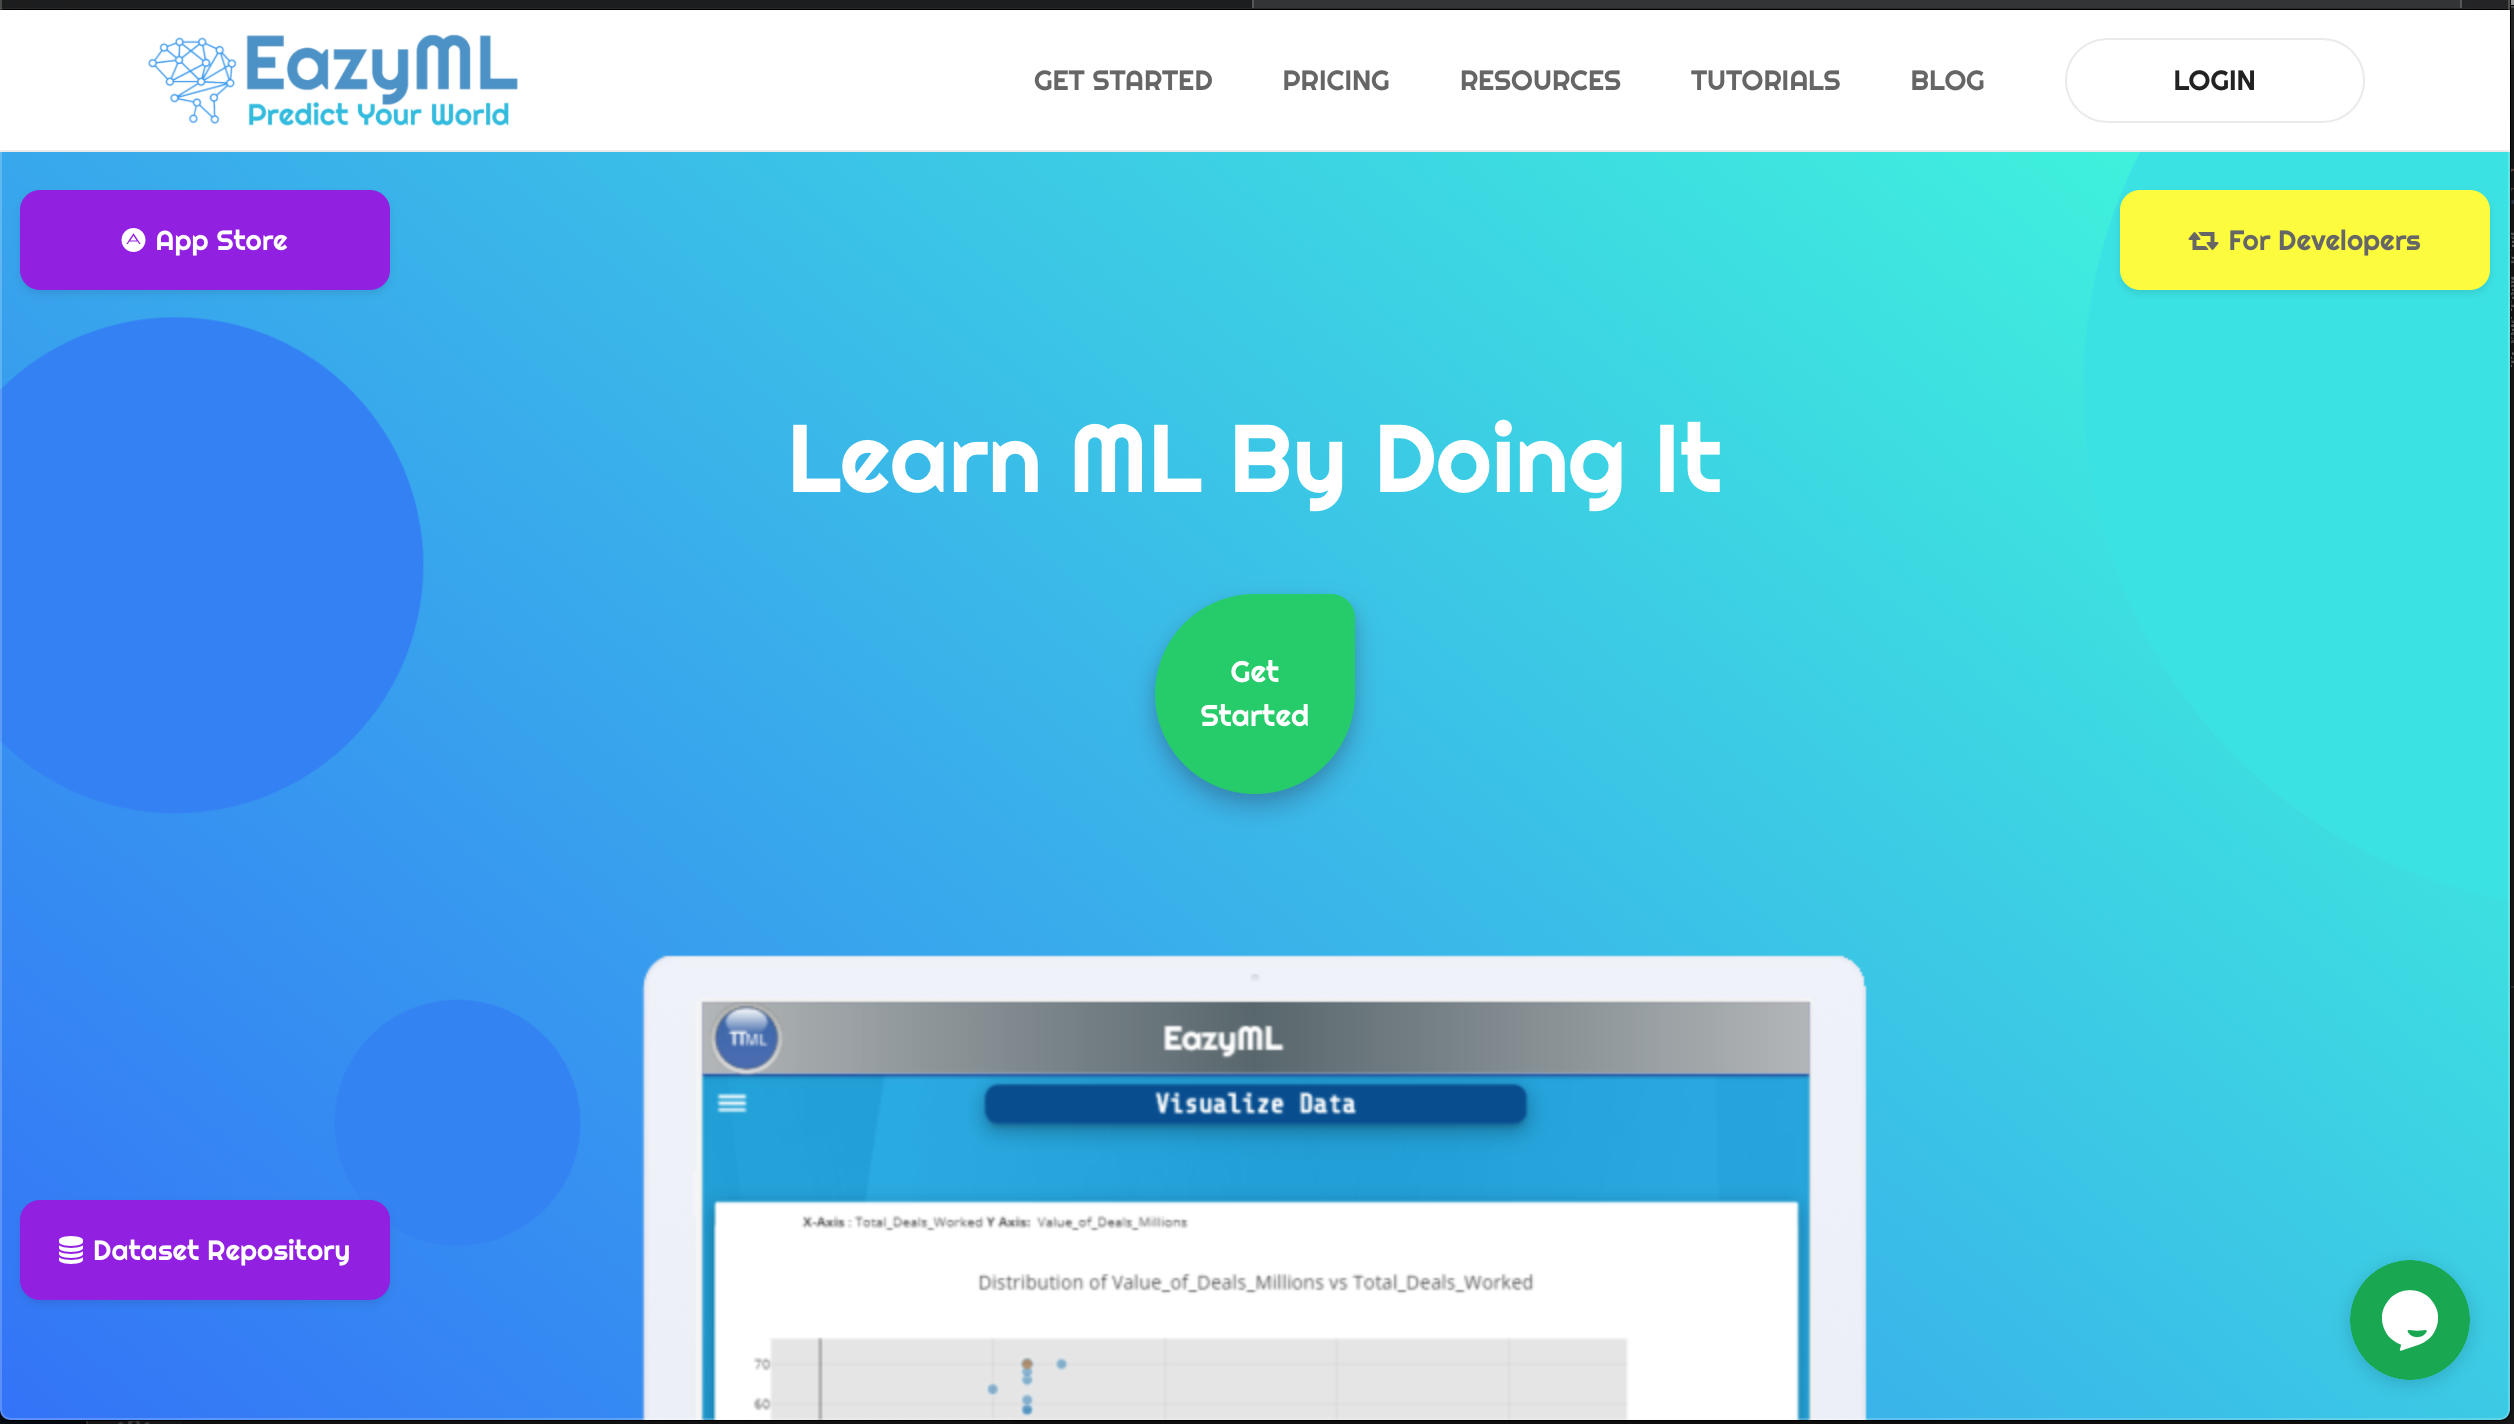 EazyML
Predict Your World
GET STARTED
PRICING
RESOURCES
TUTORIALS
BLOG
LOGIN
App Store
For Developers
Learn ML By Doing It
Get
Started
TTML
EazyML
Visualize Data
X-Axis : Total_Deals_Worked Y Axis: Value_of_Deals_Millions
Distribution of Value_of_Deals_Millions vs Total_Deals_Worked
70
60
Dataset Repository